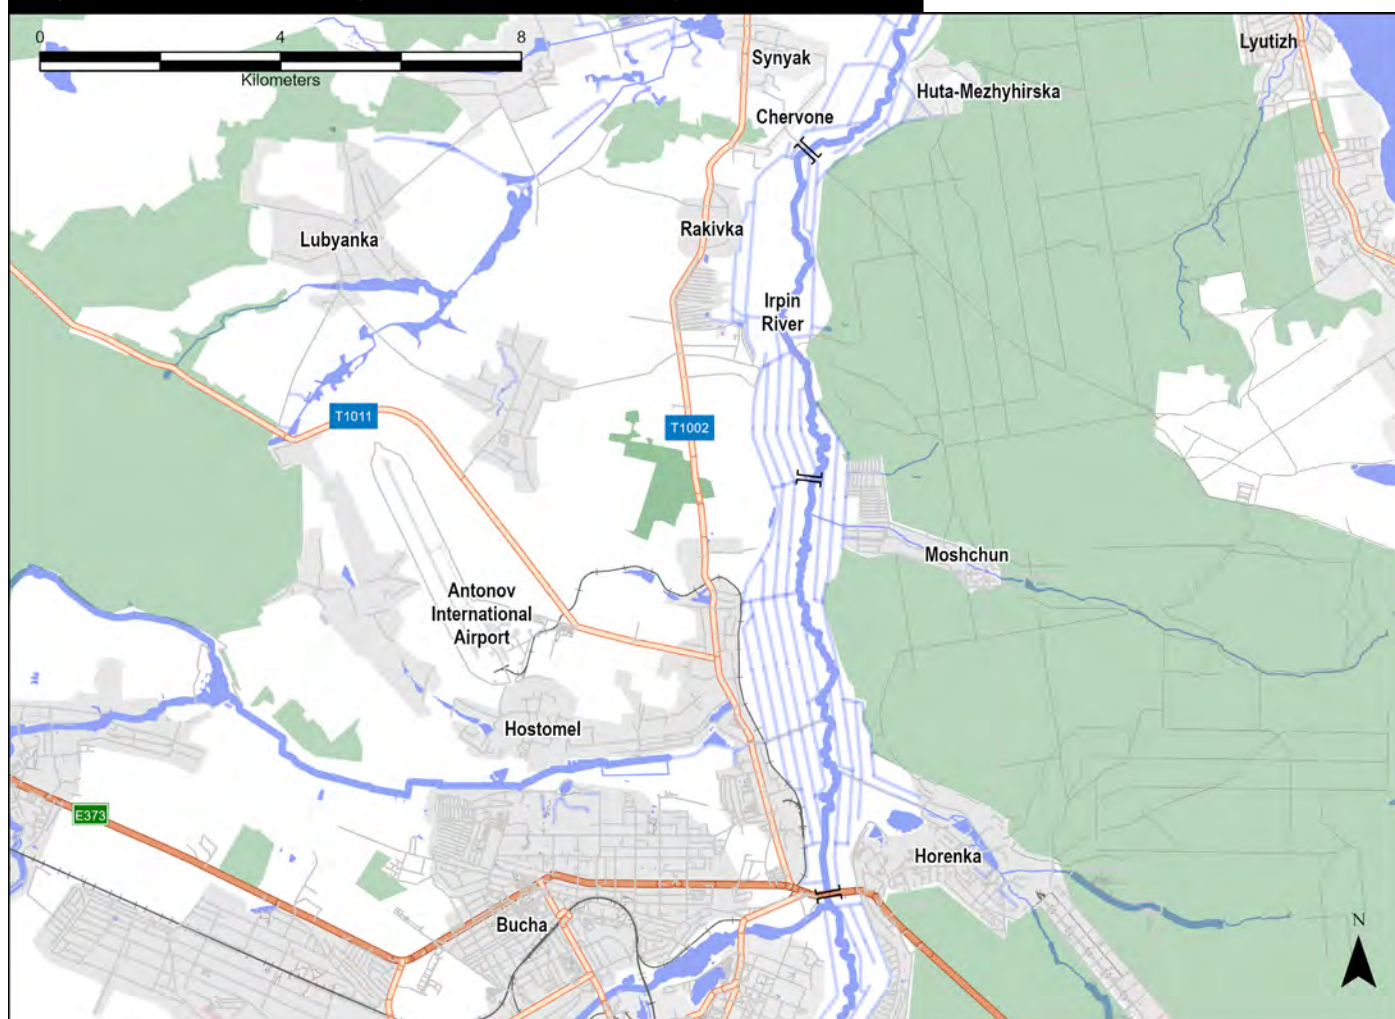 0 4 8
Kilometers
Synyak
Lyutizh
Huta-Mezhyhirska
Chervone
Rakivka
Lubyanka
Irpin
River
T1011
T1002
Moshchun
Antonov
International
Airport
Hostomel
E373
Horenka
Bucha
N